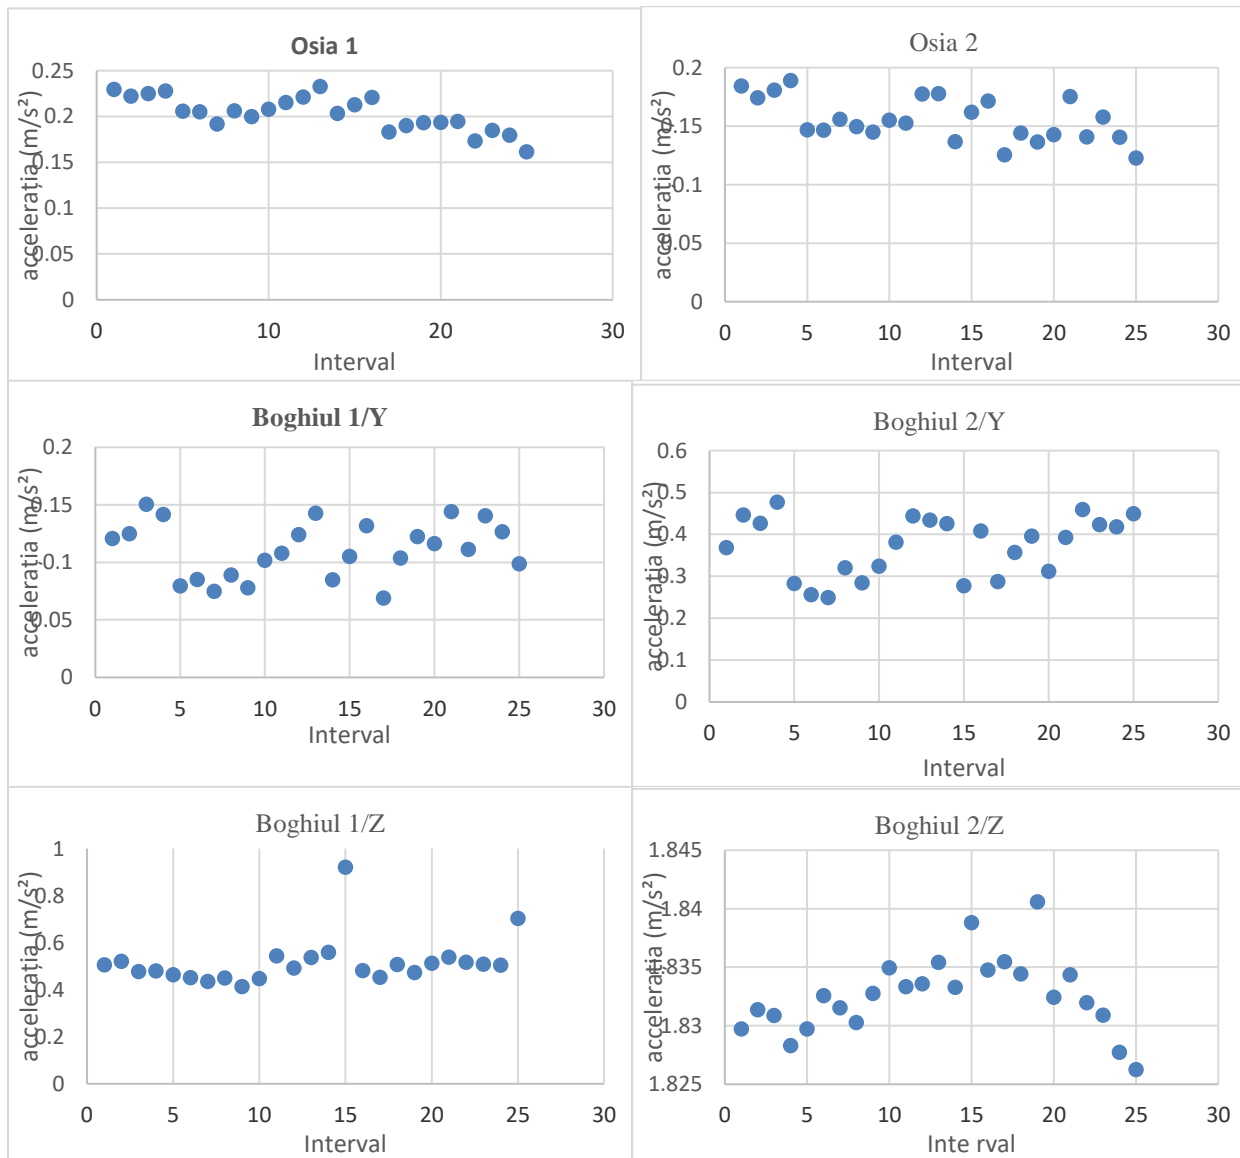 Osia 1
0.25
0.2
0.15
0.1
0.05
0
0 10 20 30
accelerația (m/s²)
Interval
Osia 2
0.2
0.15
0.1
0.05
0
0 5 10 15 20 25 30
accelerația (m/s²)
Interval
Boghiul 1/Y
0.2
0.15
0.1
0.05
0
0 5 10 15 20 25 30
accelerația (m/s²)
Interval
Boghiul 2/Y
0.6
0.5
0.4
0.3
0.2
0.1
0
0 5 10 15 20 25 30
accelerația (m/s²)
Interval
Boghiul 1/Z
1
0.8
0.6
0.4
0.2
0
0 5 10 15 20 25 30
accelerația (m/s²)
Interval
Boghiul 2/Z
1.845
1.84
1.835
1.83
1.825
0 5 10 15 20 25 30
accelerația (m/s²)
Inte rval